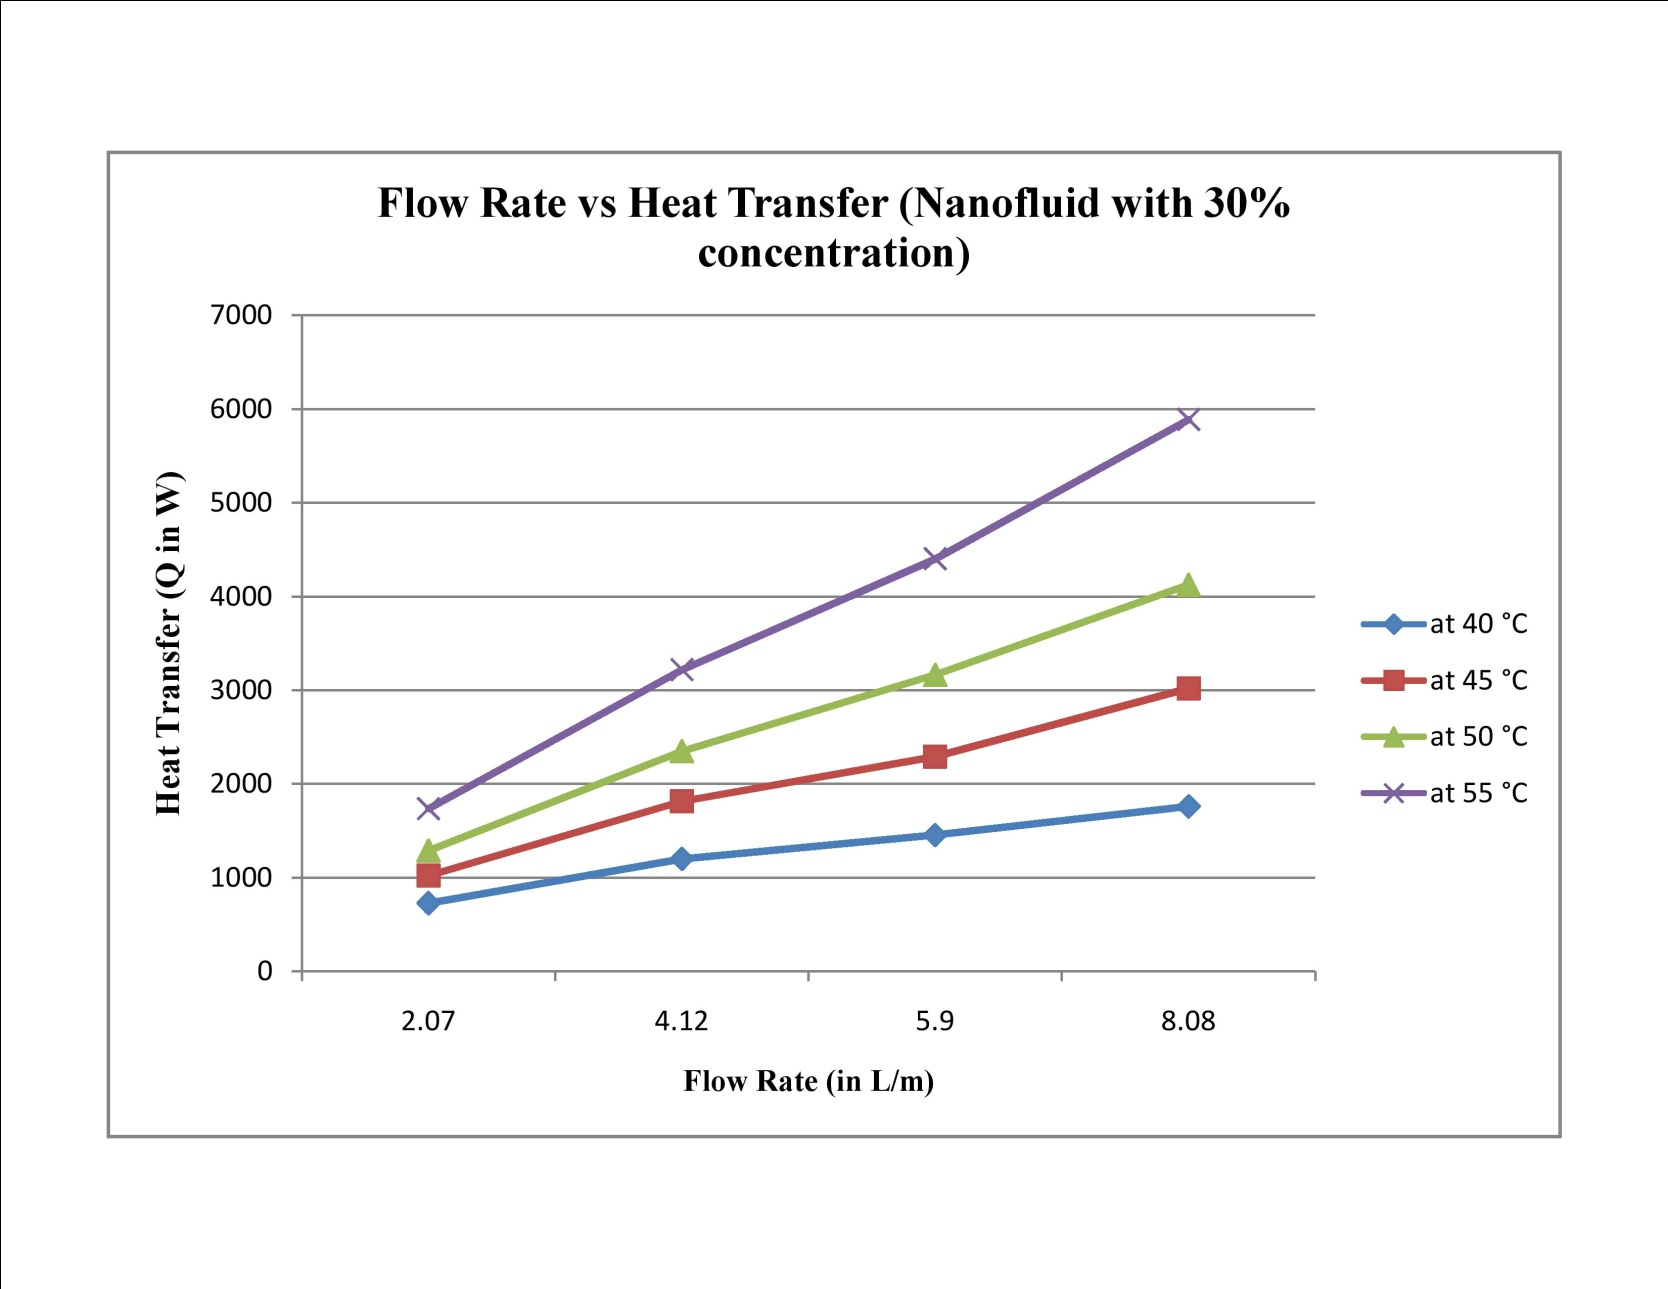 Flow Rate vs Heat Transfer (Nanofluid with 30%
concentration)
7000
6000
5000
4000
3000
2000
1000
0
Heat Transfer (Q in W)
2.07 4.12 5.9 8.08
Flow Rate (in L/m)
at 40 °C
at 45 °C
at 50 °C
at 55 °C